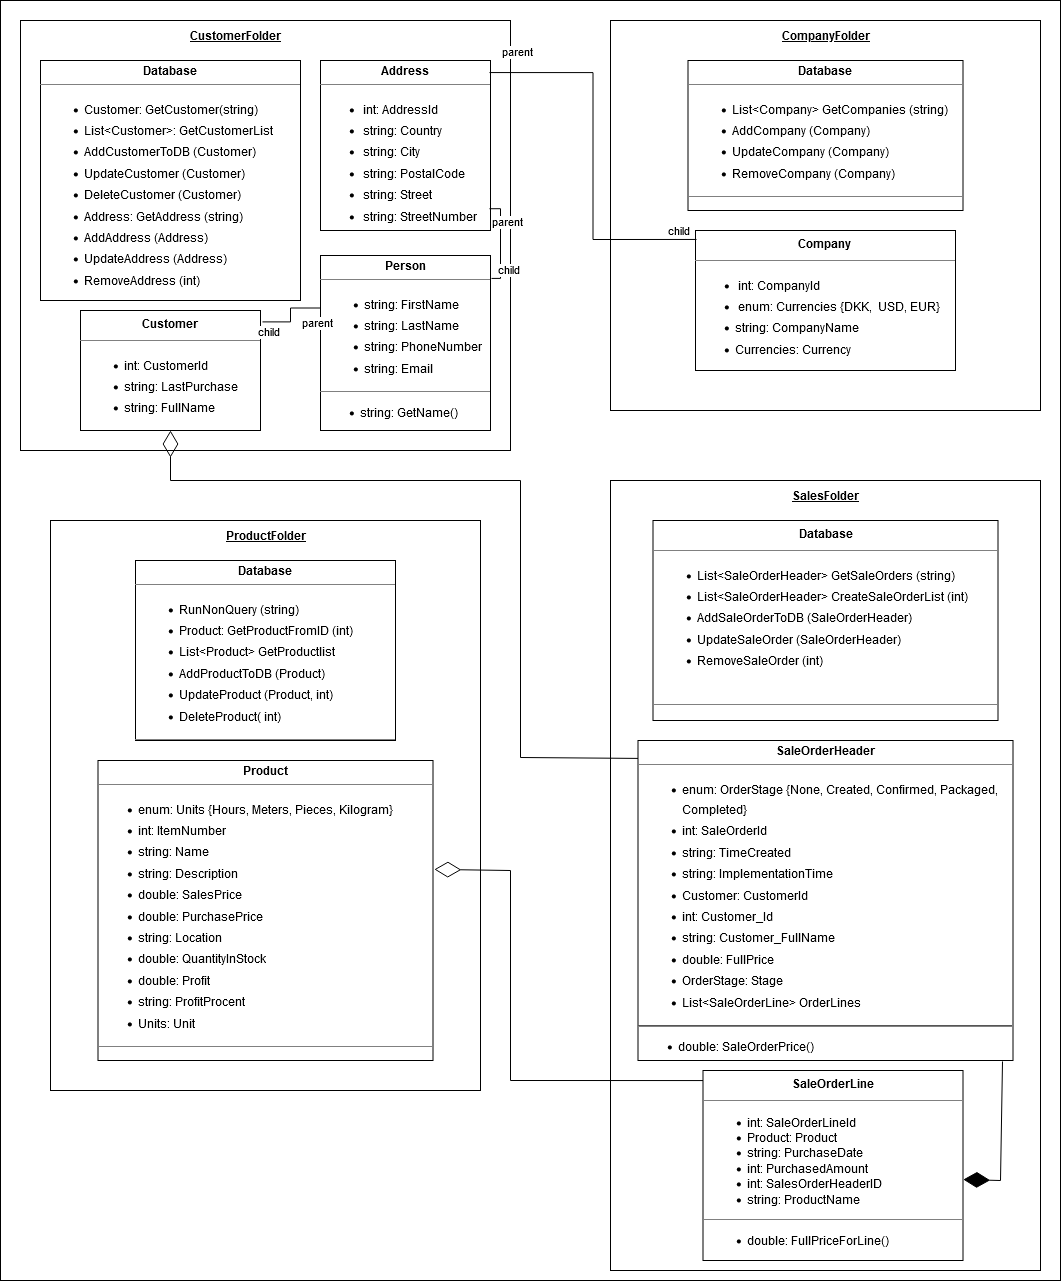 CustomerFolder
Database
Customer: GetCustomer(string)
List<Customer>: GetCustomerList
AddCustomerToDB (Customer)
UpdateCustomer (Customer)
DeleteCustomer (Customer)
Address: GetAddress (string)
AddAddress (Address)
UpdateAddress (Address)
RemoveAddress (int)
Address
int: AddressId
string: Country
string: City
string: PostalCode
string: Street
string: StreetNumber
parent
parent
child
Person
string: FirstName
string: LastName
string: PhoneNumber
string: Email
string: GetName()
parent
child
Customer
int: CustomerId
string: LastPurchase
string: FullName
CompanyFolder
Database
List<Company> GetCompanies (string)
AddCompany (Company)
UpdateCompany (Company)
RemoveCompany (Company)
child
Company
int: CompanyId
enum: Currencies {DKK, USD, EUR}
string: CompanyName
Currencies: Currency
ProductFolder
Database
RunNonQuery (string)
Product: GetProductFromID (int)
List<Product> GetProductlist
AddProductToDB (Product)
UpdateProduct (Product, int)
DeleteProduct( int)
Product
enum: Units {Hours, Meters, Pieces, Kilogram}
int: ItemNumber
string: Name
string: Description
double: SalesPrice
double: PurchasePrice
string: Location
double: QuantityInStock
double: Profit
string: ProfitProcent
Units: Unit
SalesFolder
Database
List<SaleOrderHeader> GetSaleOrders (string)
List<SaleOrderHeader> CreateSaleOrderList (int)
AddSaleOrderToDB (SaleOrderHeader)
UpdateSaleOrder (SaleOrderHeader)
RemoveSaleOrder (int)
SaleOrderHeader
enum: OrderStage {None, Created, Confirmed, Packaged,
Completed}
int: SaleOrderId
string: TimeCreated
string: ImplementationTime
Customer: CustomerId
int: Customer_Id
string: Customer_FullName
double: FullPrice
OrderStage: Stage
List<SaleOrderLine> OrderLines
double: SaleOrderPrice()
SaleOrderLine
int: SaleOrderLineId
Product: Product
string: PurchaseDate
int: PurchasedAmount
int: SalesOrderHeaderID
string: ProductName
double: FullPriceForLine()